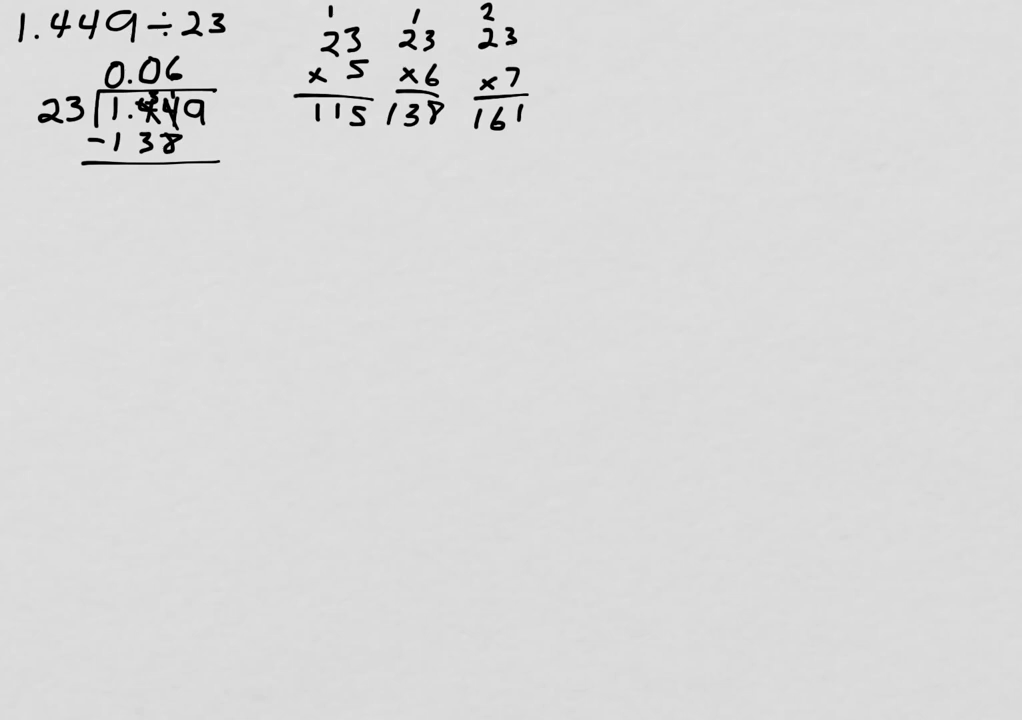 1.449÷23
1 1 2
23 23 23
0.06 × 5 ×6 ×7
23 1.449 115 138 161
-138